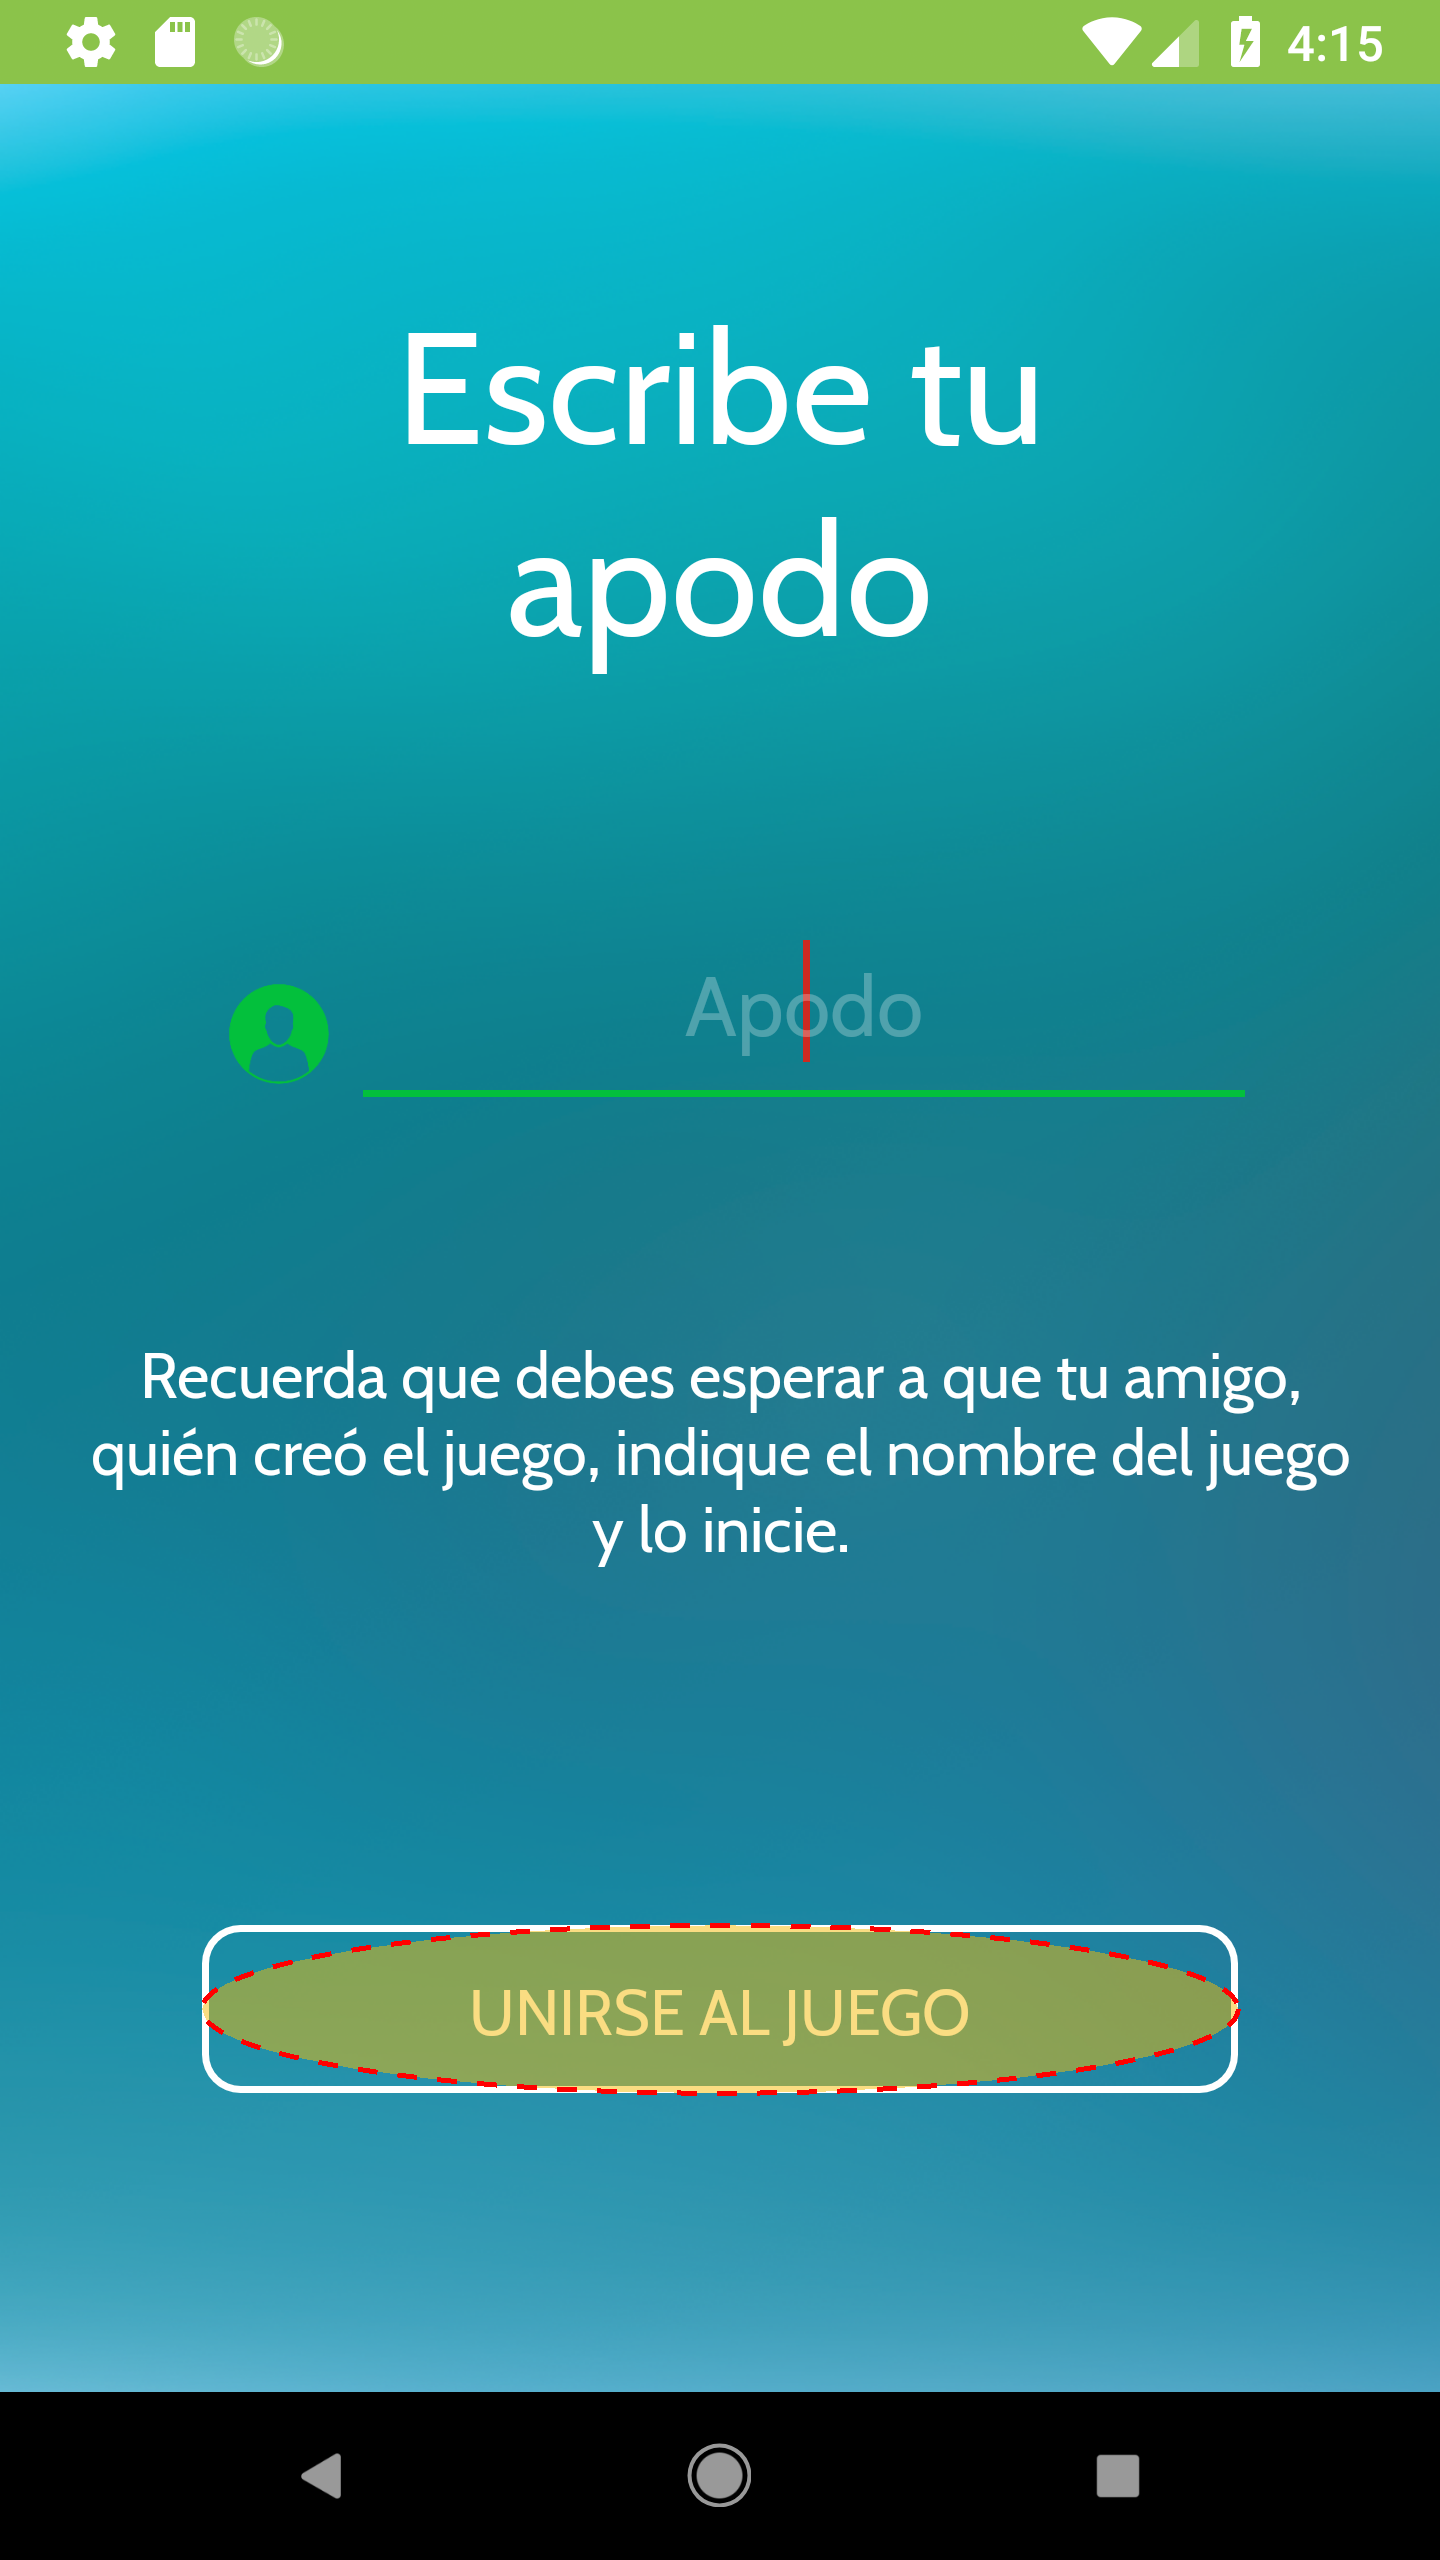 4:15
Escribe tu
apodo
Apodo
Recuerda que debes esperar a que tu amigo,
quién creó el juego, indique el nombre del juego
y lo inicie.
UNIRSE AL JUEGO